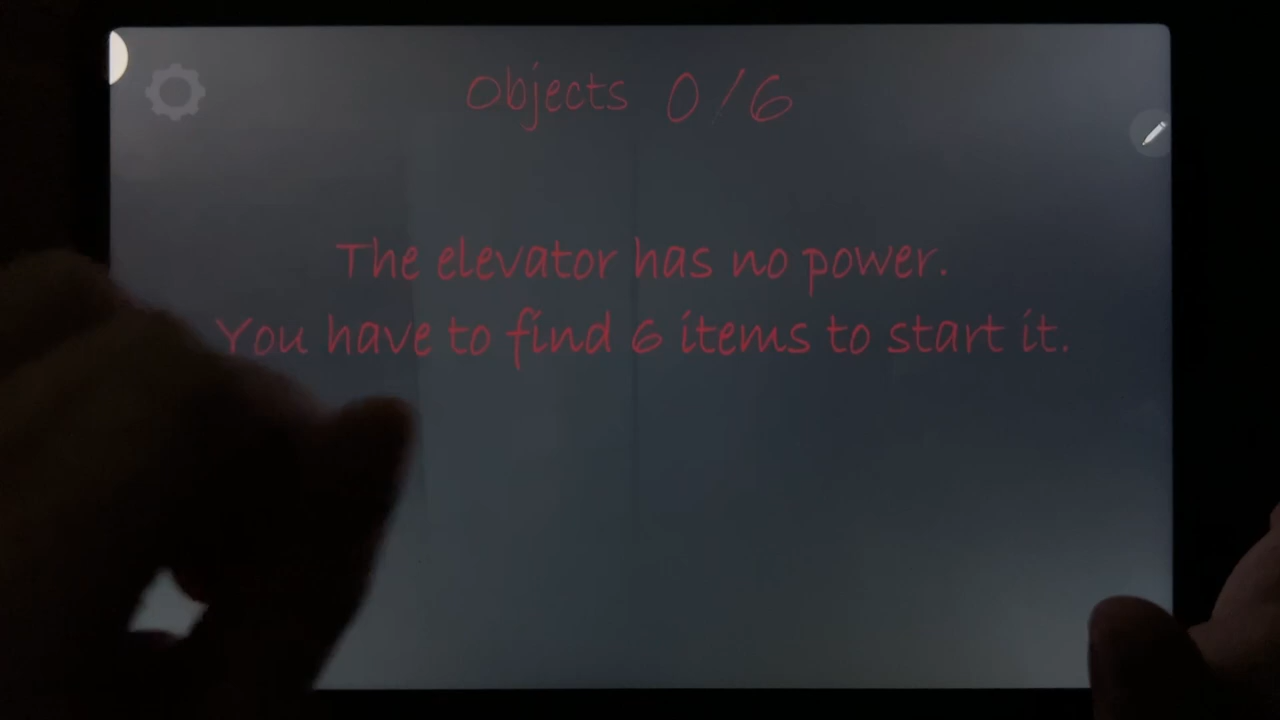 Objects 0/6
The elevator has no power.
You have to find 6 items to start it.